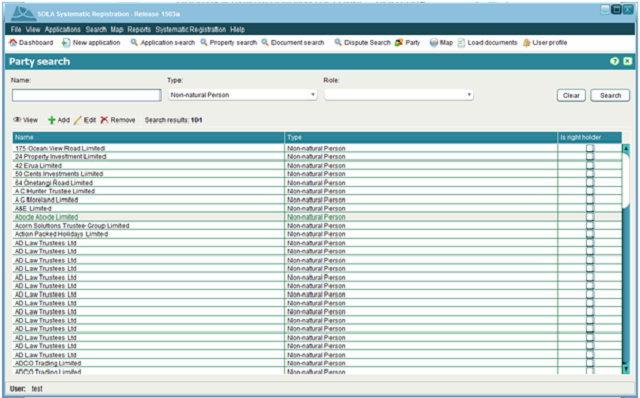 SOLA Systematic Registration - Release 1503a
File View Applications Search Map Reports Systematic Registration Help
Dashboard New application Application search Property search Document search Dispute Search Party Map Load documents User profile
Party search
Name: Type: Role:
Non-natural Person Clear Search
View Add Edit Remove Search results: 101
Name Type Is right holder
175 Ocean View Road Limited Non-natural Person
24 Property Investment Limited Non-natural Person
42 Erua Limited Non-natural Person
50 Cents Investments Limited Non-natural Person
64 Onetangi Road Limited Non-natural Person
A C Hunter Trustee Limited Non-natural Person
A G Moreland Limited Non-natural Person
A&E Limited Non-natural Person
Abode Abode Limited Non-natural Person
Acorn Solutions Trustee Group Limited Non-natural Person
Action Packed Holidays Limited Non-natural Person
AD Law Trustees Ltd Non-natural Person
AD Law Trustees Ltd Non-natural Person
AD Law Trustees Ltd Non-natural Person
AD Law Trustees Ltd Non-natural Person
AD Law Trustees Ltd Non-natural Person
AD Law Trustees Ltd Non-natural Person
AD Law Trustees Ltd Non-natural Person
AD Law Trustees Ltd Non-natural Person
AD Law Trustees Ltd Non-natural Person
AD Law Trustees Ltd Non-natural Person
AD Law Trustees Ltd Non-natural Person
AD Law Trustees Ltd Non-natural Person
AD Law Trustees Ltd Non-natural Person
ADCO Trading Limited Non-natural Person
ADCO Trading Limited Non-natural Person
User: test